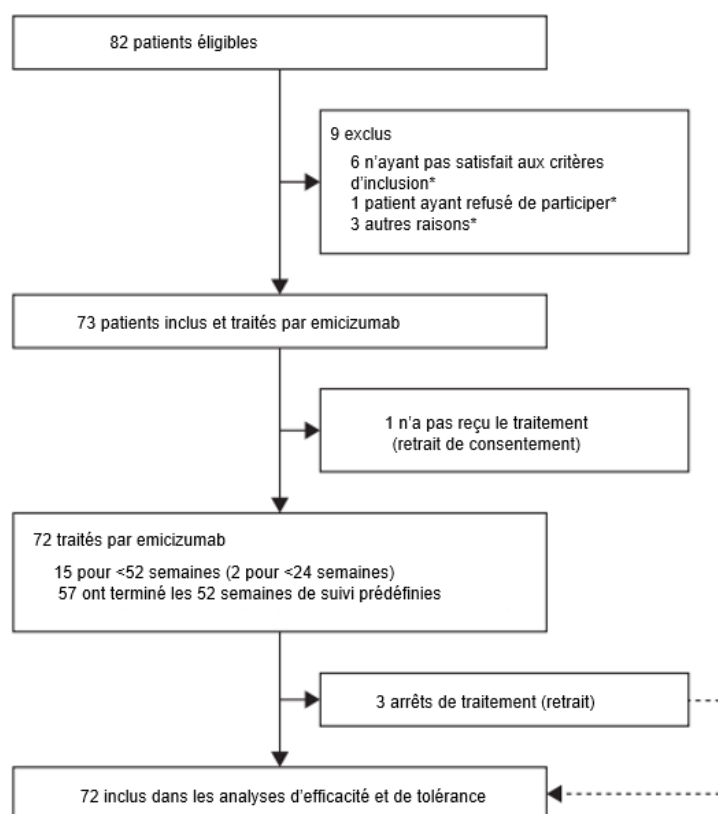 82 patients éligibles
9 exclus
6 n'ayant pas satisfait aux critères
d'inclusion*
1 patient ayant refusé de participer*
3 autres raisons*
73 patients inclus et traités par emicizumab
1 n'a pas reçu le traitement
(retrait de consentement)
72 traités par emicizumab
15 pour <52 semaines (2 pour <24 semaines)
57 ont terminé les 52 semaines de suivi prédéfinies
3 arrêts de traitement (retrait)
72 inclus dans les analyses d'efficacité et de tolérance